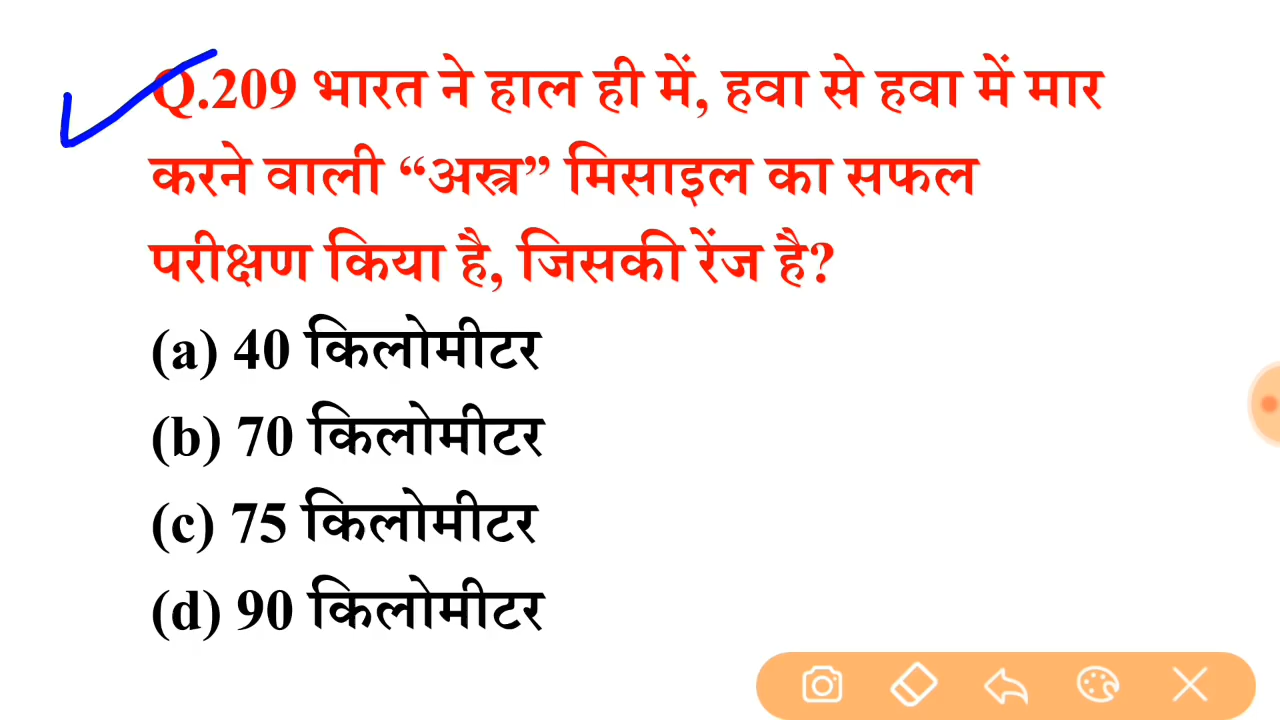 Q.209 भारत ने हाल ही में, हवा से हवा में मार
करने वाली “अस्त्र” मिसाइल का सफल
परीक्षण किया है, जिसकी रेंज है?
(a) 40 किलोमीटर
(b) 70 किलोमीटर
(c) 75 किलोमीटर
(d) 90 किलोमीटर